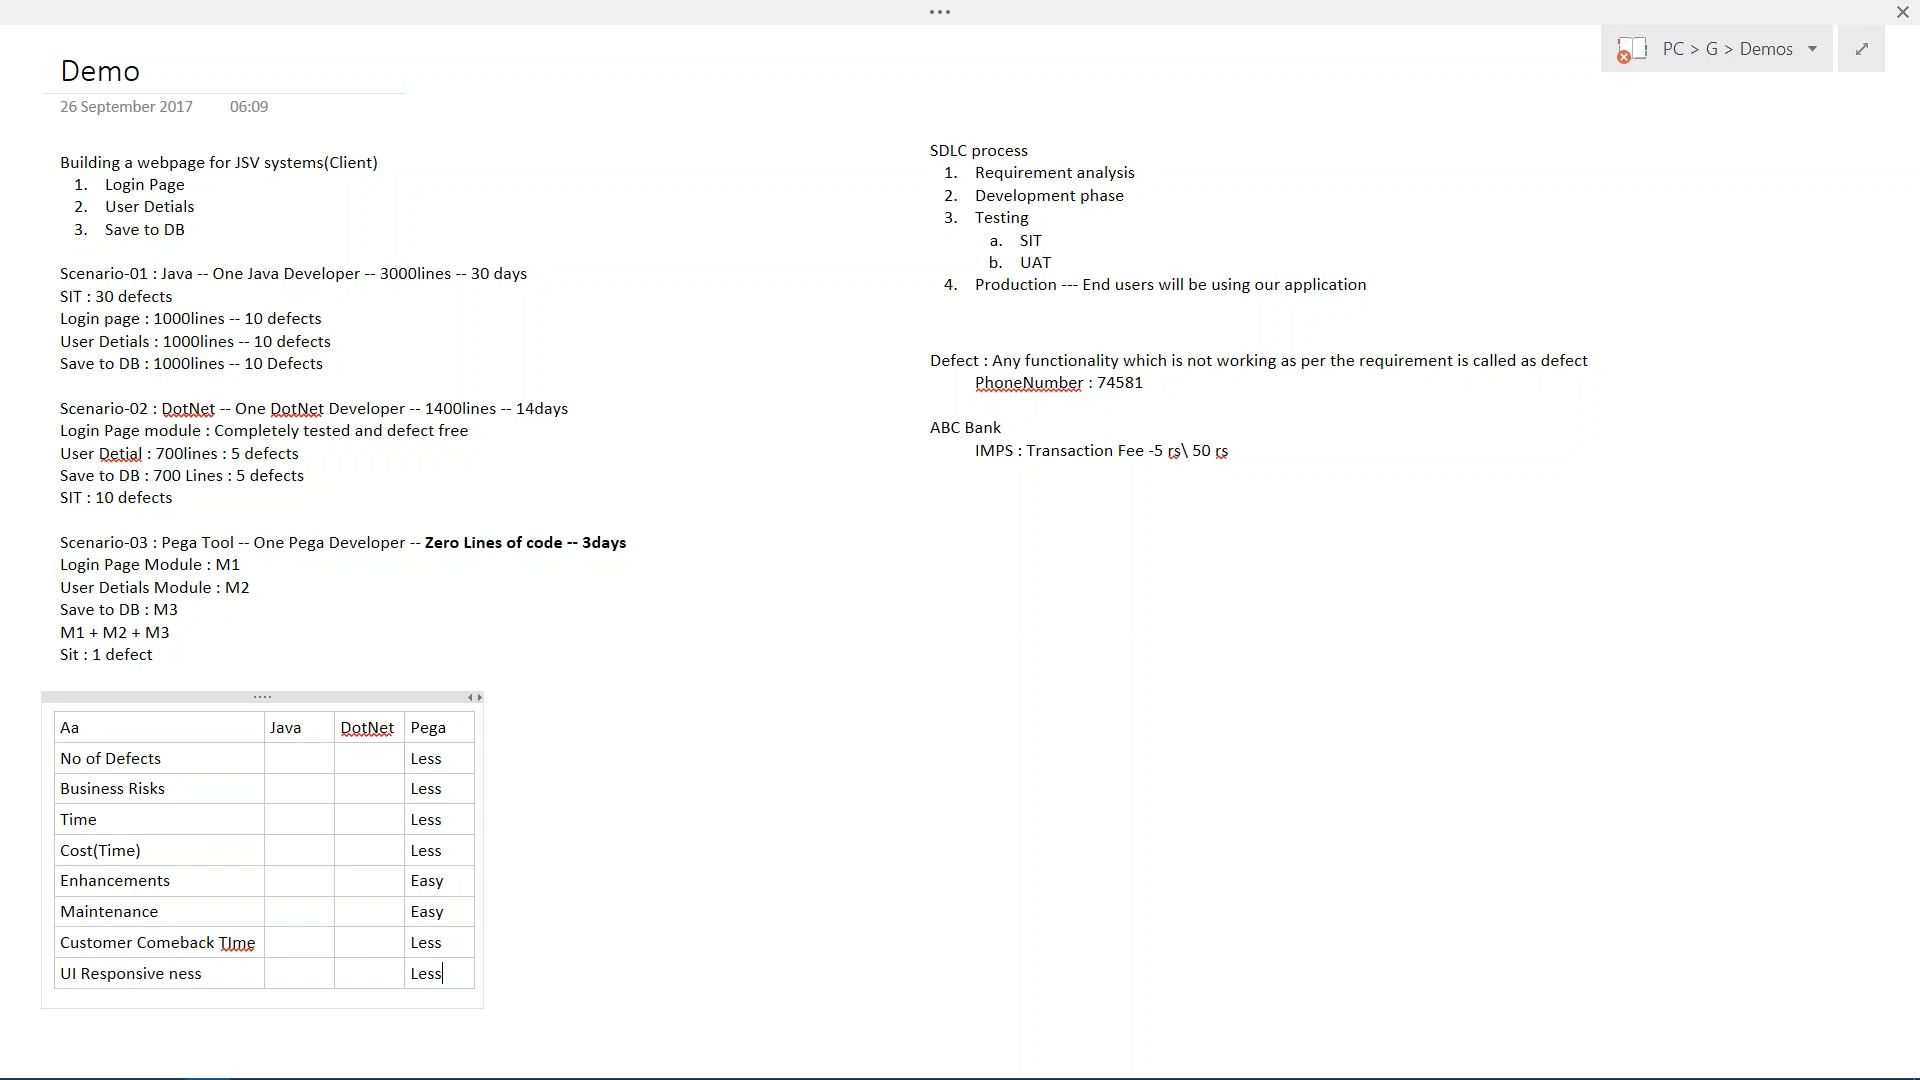 PC > G > Demos
Demo
26 September 2017 06:09
Building a webpage for JSV systems(Client)
1. Login Page
2. User Detials
3. Save to DB
Scenario-01 : Java -- One Java Developer -- 3000lines -- 30 days
SIT : 30 defects
Login page : 1000lines -- 10 defects
User Detials : 1000lines -- 10 defects
Save to DB : 1000lines -- 10 Defects
Scenario-02 : DotNet -- One DotNet Developer -- 1400lines -- 14days
Login Page module : Completely tested and defect free
User Detial : 700lines : 5 defects
Save to DB : 700 Lines : 5 defects
SIT : 10 defects
Scenario-03 : Pega Tool -- One Pega Developer -- Zero Lines of code -- 3days
Login Page Module : M1
User Detials Module : M2
Save to DB : M3
M1 + M2 + M3
Sit : 1 defect
Aa Java DotNet Pega
No of Defects Less
Business Risks Less
Time Less
Cost(Time) Less
Enhancements Easy
Maintenance Easy
Customer Comeback TIme Less
UI Responsive ness Less
SDLC process
1. Requirement analysis
2. Development phase
3. Testing
a. SIT
b. UAT
4. Production --- End users will be using our application
Defect : Any functionality which is not working as per the requirement is called as defect
PhoneNumber : 74581
ABC Bank
IMPS : Transaction Fee -5 rs\ 50 rs